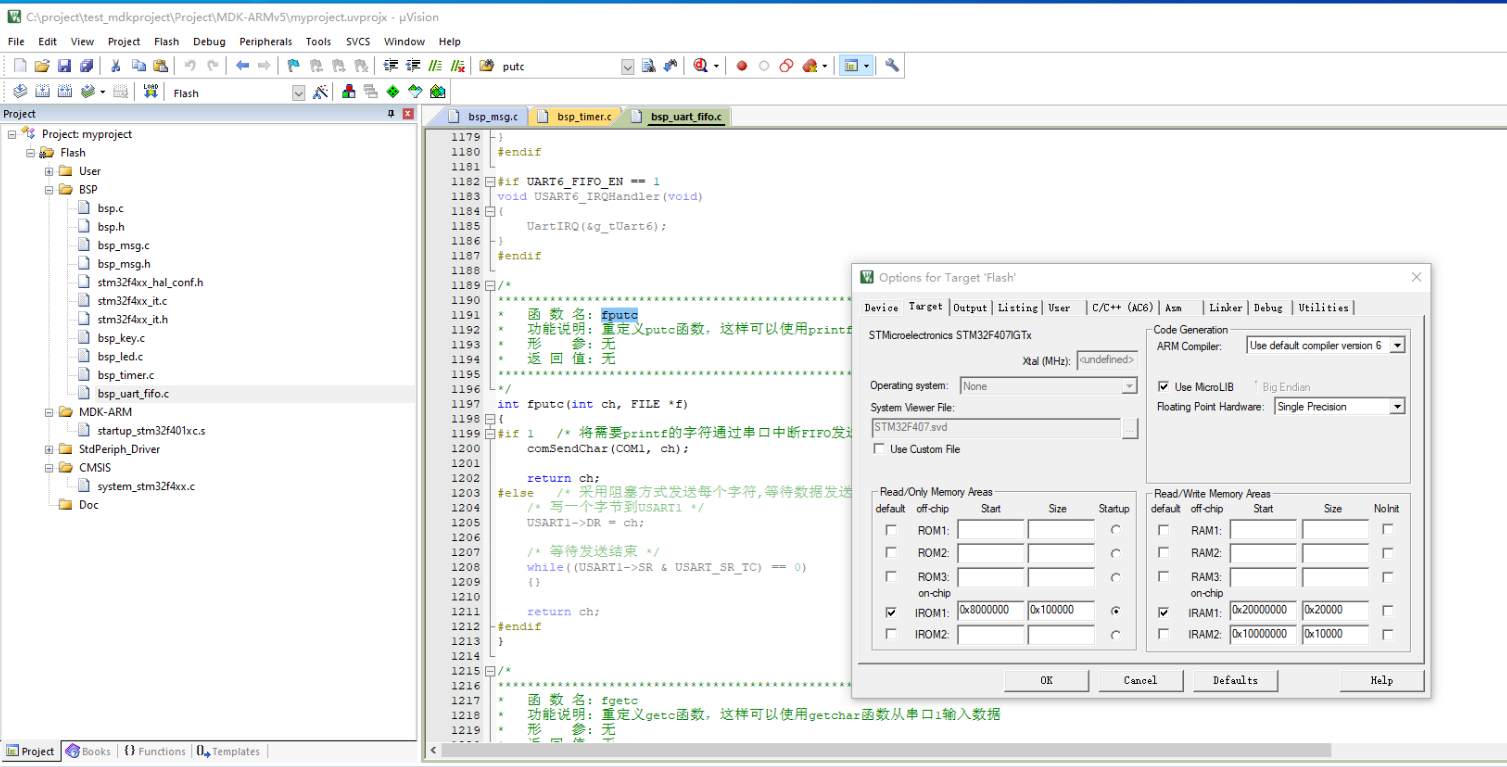 C:\project\test_mdkproject\Project\MDK-ARMv5\myproject.uvprojx - µVision
File Edit View Project Flash Debug Peripherals Tools SVCS Window Help
putc
LOAD Flash
Project
bsp_msg.c bsp_timer.c bsp_uart_fifo.c
Project: myproject
Flash
User
BSP
bsp.c
bsp.h
bsp_msg.c
bsp_msg.h
stm32f4xx_hal_conf.h
stm32f4xx_it.c
stm32f4xx_it.h
bsp_key.c
bsp_led.c
bsp_timer.c
bsp_uart_fifo.c
MDK-ARM
startup_stm32f401xc.s
StdPeriph_Driver
CMSIS
system_stm32f4xx.c
Doc
Project Books {} Functions Templates
1179 }
1180 #endif
1181
1182 #if UART6_FIFO_EN == 1
1183 void USART6_IRQHandler(void)
1184 {
1185 UartIRQ(&g_tUart6);
1186 }
1187 #endif
1188
1189 /*
1190 *************************************************
1191 * 函 数 名: fputc
1192 * 功能说明: 重定义putc函数，这样可以使用printf
1193 * 形 参: 无
1194 * 返 回 值: 无
1195 *************************************************
1196 */
1197 int fputc(int ch, FILE *f)
1198 {
1199 #if 1 /* 将需要printf的字符通过串口中断FIFO发送
1200 comSendChar(COM1, ch);
1201
1202 return ch;
1203 #else /* 采用阻塞方式发送每个字符,等待数据发送
1204 /* 写一个字节到USART1 */
1205 USART1->DR = ch;
1206
1207 /* 等待发送结束 */
1208 while((USART1->SR & USART_SR_TC) == 0)
1209 {}
1210
1211 return ch;
1212 #endif
1213 }
1214
1215 /*
1216 *************************************************
1217 * 函 数 名: fgetc
1218 * 功能说明: 重定义getc函数，这样可以使用getchar函数从串口1输入数据
1219 * 形 参: 无
Options for Target 'Flash'
Device Target Output Listing User C/C++ (AC6) Asm Linker Debug Utilities
STMicroelectronics STM32F407IGTx
Xtal (MHz): <undefined>
Operating system: None
System Viewer File:
STM32F407.svd ...
Use Custom File
Code Generation
ARM Compiler: Use default compiler version 6
Use MicroLIB Big Endian
Floating Point Hardware: Single Precision
Read/Only Memory Areas
default off-chip Start Size Startup
ROM1:
ROM2:
ROM3:
on-chip
IROM1: 0x8000000 0x100000
IROM2:
Read/Write Memory Areas
default off-chip Start Size NoInit
RAM1:
RAM2:
RAM3:
on-chip
IRAM1: 0x20000000 0x20000
IRAM2: 0x10000000 0x10000
OK Cancel Defaults Help